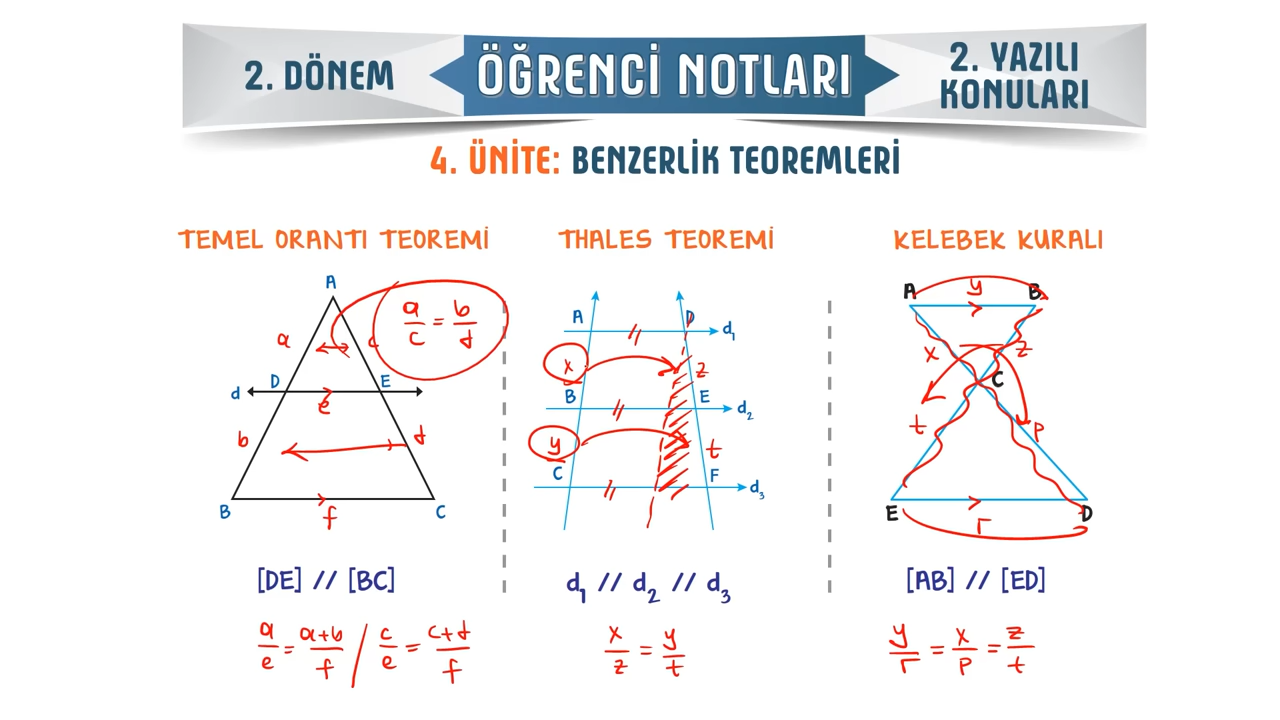 2. DÖNEM
ÖĞRENCİ NOTLARI
2. YAZILI
KONULARI
4. ÜNİTE: BENZERLİK TEOREMLERİ
TEMEL ORANTI TEOREMİ
A
a
c
a/c = b/d
d
D
E
e
b
d
B
C
f
[DE] // [BC]
a/e = a+b/f / c/e = c+d/f
THALES TEOREMİ
A
D
d₁
x
z
B
E
d₂
y
t
C
F
d₃
d₁ // d₂ // d₃
x/z = y/t
KELEBEK KURALI
A
y
B
x
z
C
t
p
E
r
D
[AB] // [ED]
y/r = x/p = z/t